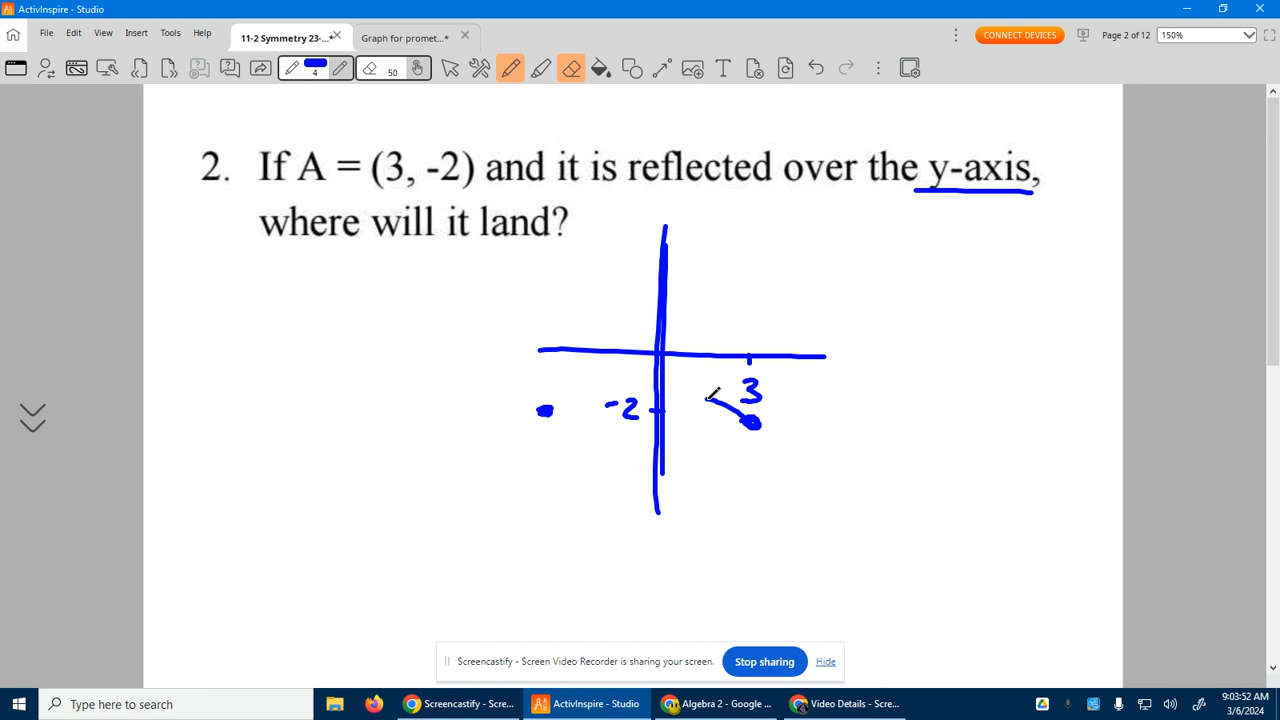 ActivInspire - Studio
File Edit View Insert Tools Help
11-2 Symmetry 23-...*
Graph for promet...*
CONNECT DEVICES
Page 2 of 12
150%
4
50
2. If A = (3, -2) and it is reflected over the y-axis,
where will it land?
3
-2
Screencastify - Screen Video Recorder is sharing your screen.
Stop sharing
Hide
Type here to search
Screencastify - Scre...
ActivInspire - Studio
Algebra 2 - Google ...
Video Details - Scre...
9:03:52 AM
3/6/2024